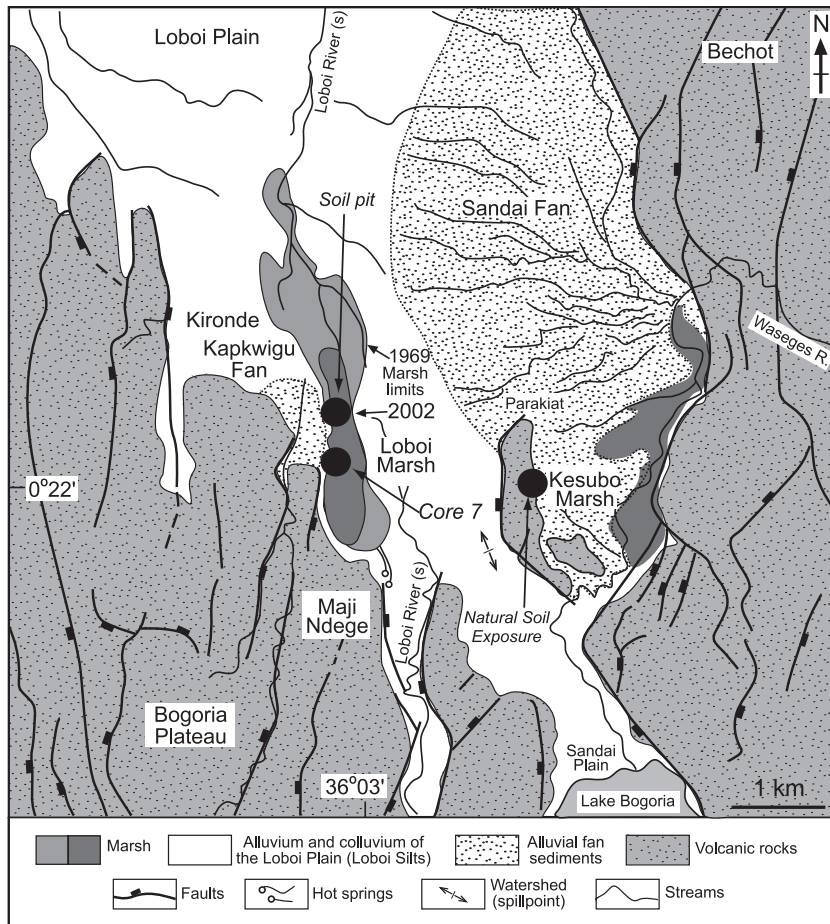 Loboi Plain
Loboi River (s)
N
Bechot
Soil pit
Sandai Fan
Kironde
Kapkwigu
Fan
1969
Marsh
limits
Waseges R.
2002
Parakiat
Loboi
Marsh
0°22'
Kesubo
Marsh
Core 7
Loboi River (s)
Maji
Ndege
Natural Soil
Exposure
Bogoria
Plateau
Sandai
Plain
36°03'
1 km
Lake Bogoria
Marsh
Alluvium and colluvium of
the Loboi Plain (Loboi Silts)
Alluvial fan
sediments
Volcanic rocks
Faults
Hot springs
Watershed
(spillpoint)
Streams